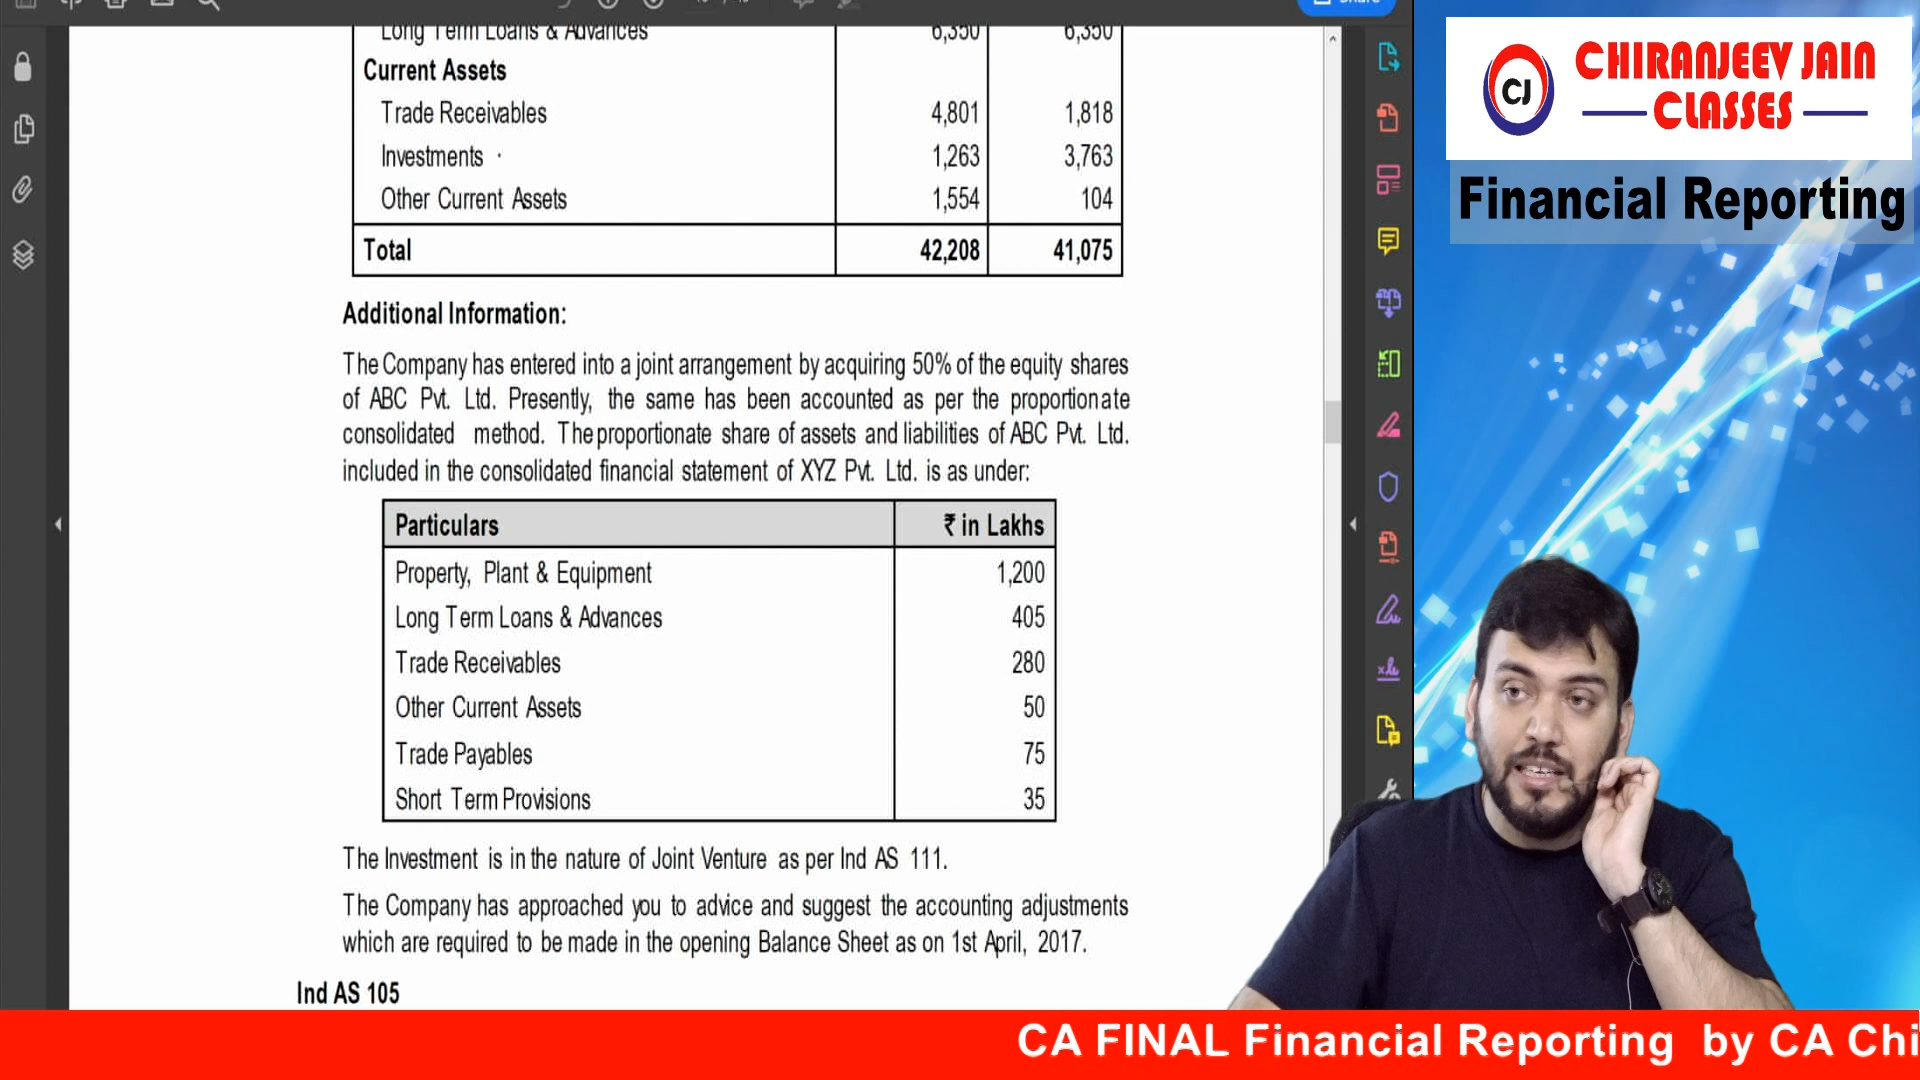 Share
Long Term Loans & Advances 6,350 6,350
Current Assets
Trade Receivables 4,801 1,818
Investments 1,263 3,763
Other Current Assets 1,554 104
Total 42,208 41,075
Additional Information:
The Company has entered into a joint arrangement by acquiring 50% of the equity shares
of ABC Pvt. Ltd. Presently, the same has been accounted as per the proportionate
consolidated method. The proportionate share of assets and liabilities of ABC Pvt. Ltd.
included in the consolidated financial statement of XYZ Pvt. Ltd. is as under:
Particulars ₹ in Lakhs
Property, Plant & Equipment 1,200
Long Term Loans & Advances 405
Trade Receivables 280
Other Current Assets 50
Trade Payables 75
Short Term Provisions 35
The Investment is in the nature of Joint Venture as per Ind AS 111.
The Company has approached you to advice and suggest the accounting adjustments
which are required to be made in the opening Balance Sheet as on 1st April, 2017.
Ind AS 105
CJ
CHIRANJEEV JAIN
CLASSES
Financial Reporting
CA FINAL Financial Reporting by CA Chi